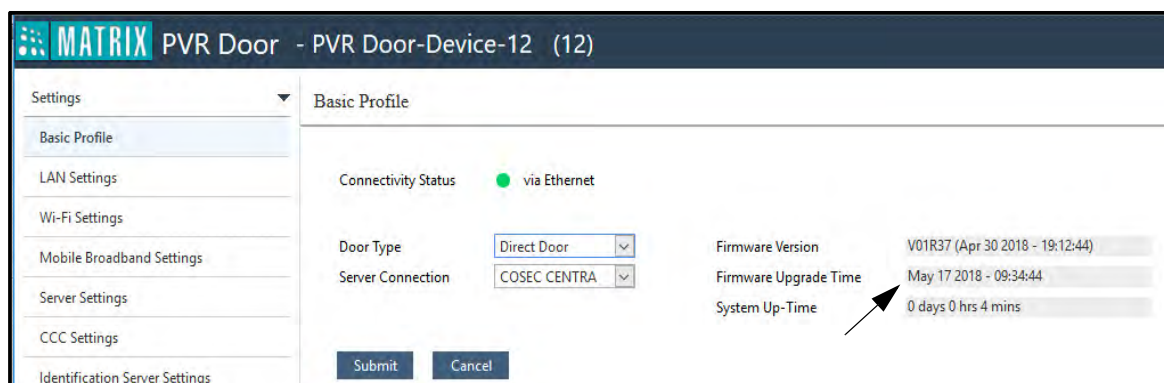 MATRIX PVR Door - PVR Door-Device-12 (12)
Settings
Basic Profile
LAN Settings
Wi-Fi Settings
Mobile Broadband Settings
Server Settings
CCC Settings
Identification Server Settings
Basic Profile
Connectivity Status via Ethernet
Door Type Direct Door Firmware Version V01R37 (Apr 30 2018 - 19:12:44)
Server Connection COSEC CENTRA Firmware Upgrade Time May 17 2018 - 09:34:44
System Up-Time 0 days 0 hrs 4 mins
Submit Cancel